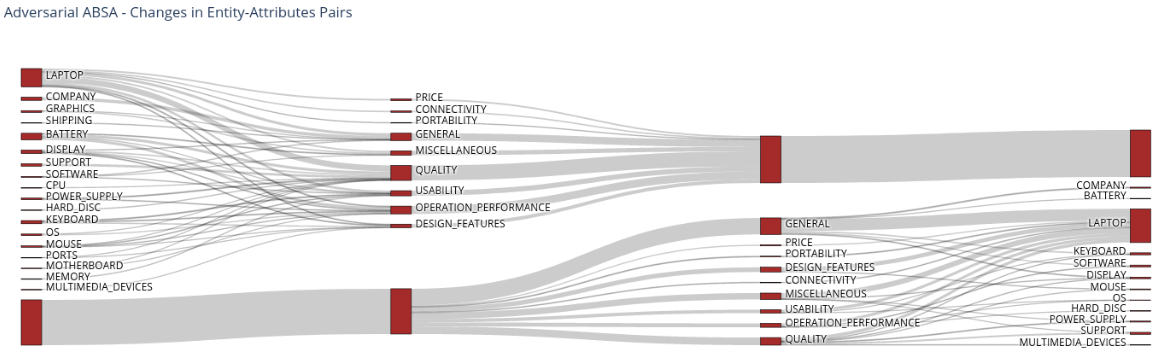 Adversarial ABSA - Changes in Entity-Attributes Pairs
LAPTOP
COMPANY
GRAPHICS
SHIPPING
BATTERY
DISPLAY
SUPPORT
SOFTWARE
CPU
POWER_SUPPLY
HARD_DISC
KEYBOARD
OS
MOUSE
PORTS
MOTHERBOARD
MEMORY
MULTIMEDIA_DEVICES
PRICE
CONNECTIVITY
PORTABILITY
GENERAL
MISCELLANEOUS
QUALITY
USABILITY
OPERATION_PERFORMANCE
DESIGN_FEATURES
GENERAL
PRICE
PORTABILITY
DESIGN_FEATURES
CONNECTIVITY
MISCELLANEOUS
USABILITY
OPERATION_PERFORMANCE
QUALITY
COMPANY
BATTERY
LAPTOP
KEYBOARD
SOFTWARE
DISPLAY
MOUSE
OS
HARD_DISC
POWER_SUPPLY
SUPPORT
MULTIMEDIA_DEVICES